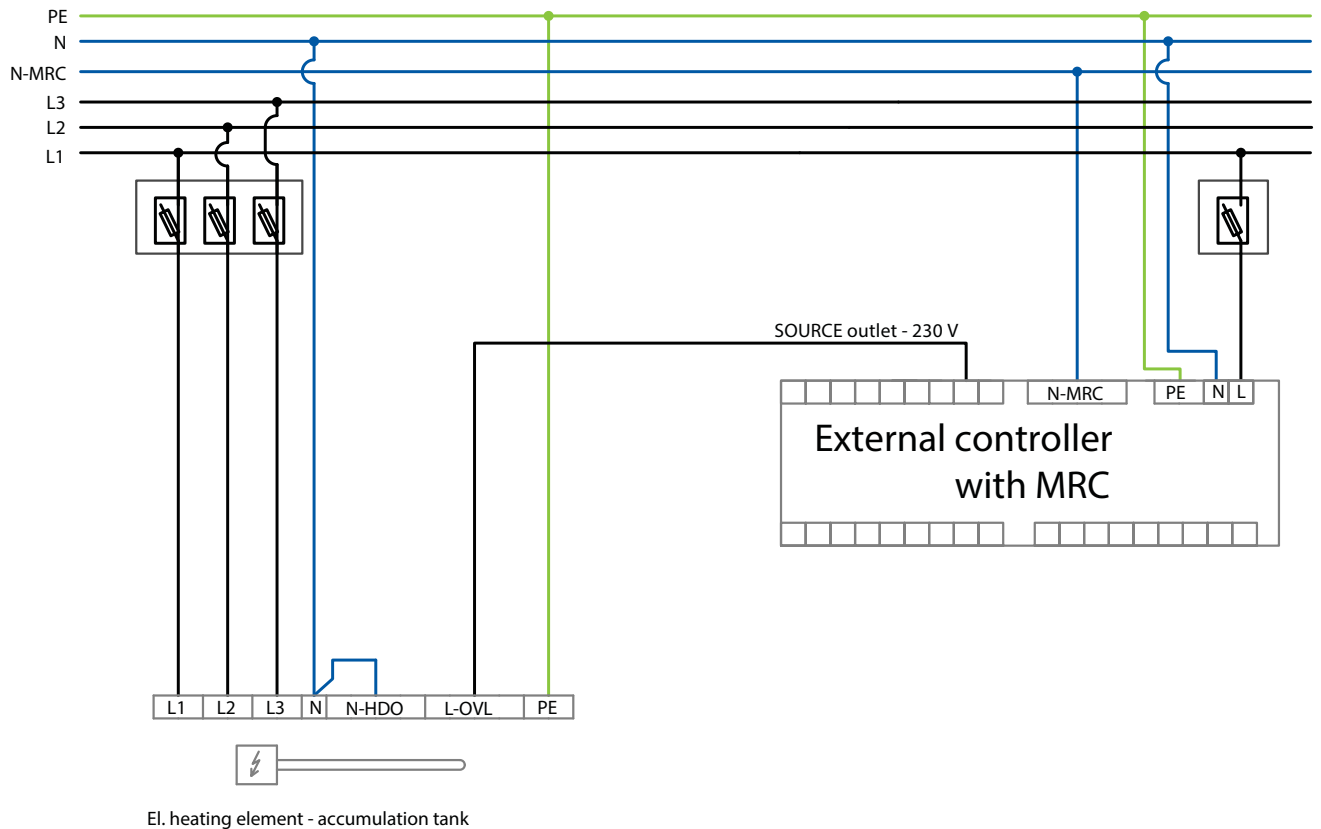 PE
N
N-MRC
L3
L2
L1
SOURCE outlet - 230 V
N-MRC
PE
N
L
External controller
with MRC
L1
L2
L3
N
N-HDO
L-OVL
PE
El. heating element - accumulation tank